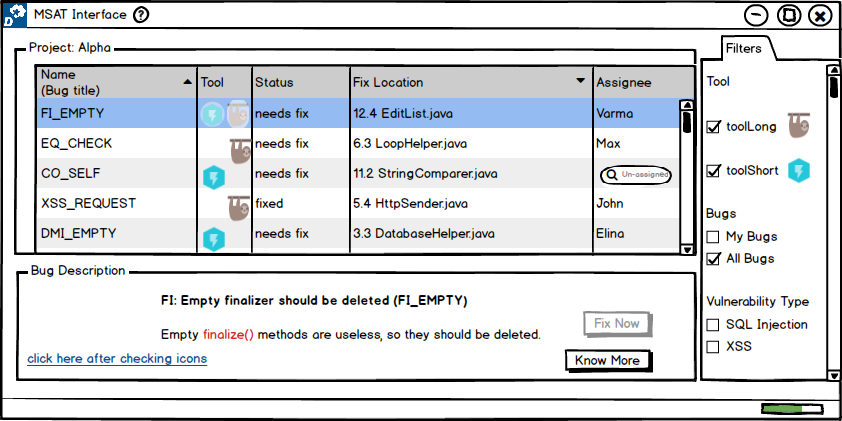 MSAT Interface ?
Project: Alpha
Filters
Name
(Bug title)
Tool
Status
Fix Location
Assignee
FI_EMPTY
needs fix
12.4 EditList.java
Varma
EQ_CHECK
needs fix
6.3 LoopHelper.java
Max
CO_SELF
needs fix
11.2 StringComparer.java
Un-assigned
XSS_REQUEST
fixed
5.4 HttpSender.java
John
DMI_EMPTY
needs fix
3.3 DatabaseHelper.java
Elina
Tool
toolLong
toolShort
Bugs
My Bugs
All Bugs
Vulnerability Type
SQL Injection
XSS
Bug Description
FI: Empty finalizer should be deleted (FI_EMPTY)
Empty finalize() methods are useless, so they should be deleted.
Fix Now
click here after checking icons
Know More